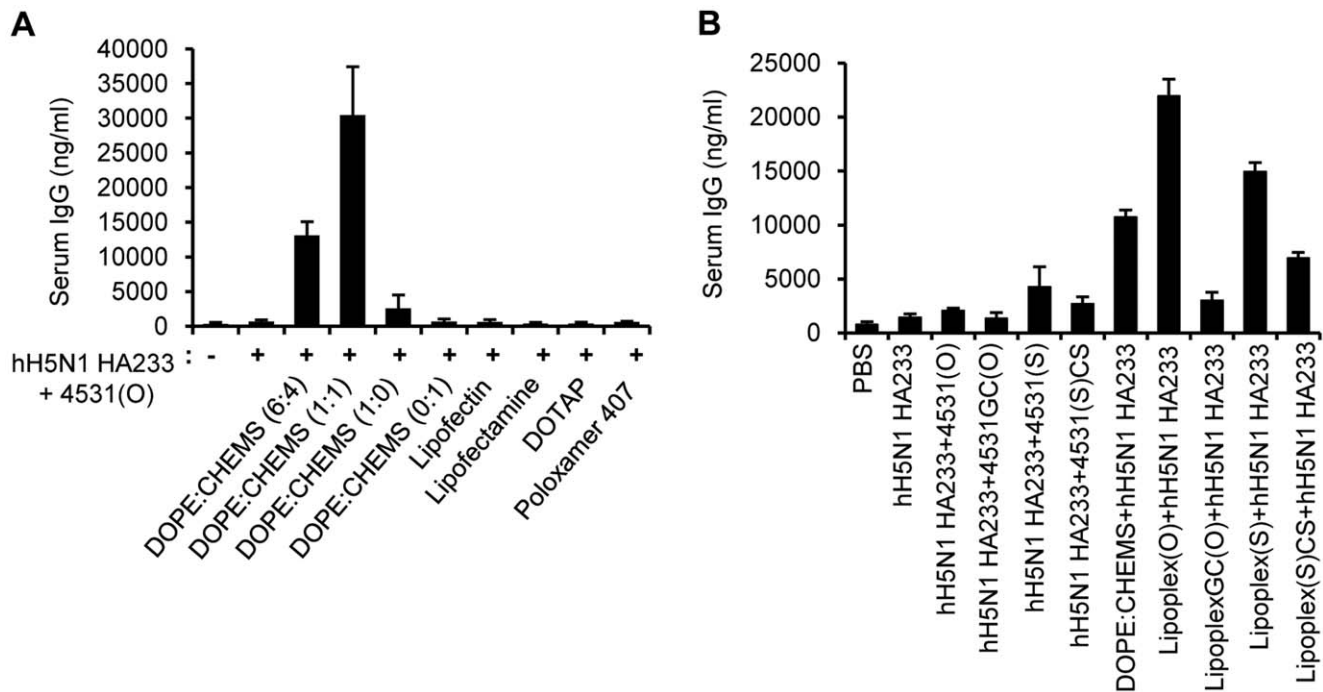 A
Serum IgG (ng/ml)
40000
35000
30000
25000
20000
15000
10000
5000
0
hH5N1 HA233 : - + + + + + + + + +
+ 4531(O)
DOPE:CHEMS (6:4)
DOPE:CHEMS (1:1)
DOPE:CHEMS (1:0)
DOPE:CHEMS (0:1)
Lipofectin
Lipofectamine
DOTAP
Poloxamer 407
B
Serum IgG (ng/ml)
25000
20000
15000
10000
5000
0
PBS
hH5N1 HA233
hH5N1 HA233+4531(O)
hH5N1 HA233+4531GC(O)
hH5N1 HA233+4531(S)
hH5N1 HA233+4531(S)CS
DOPE:CHEMS+hH5N1 HA233
Lipoplex(O)+hH5N1 HA233
LipoplexGC(O)+hH5N1 HA233
Lipoplex(S)+hH5N1 HA233
Lipoplex(S)CS+hH5N1 HA233